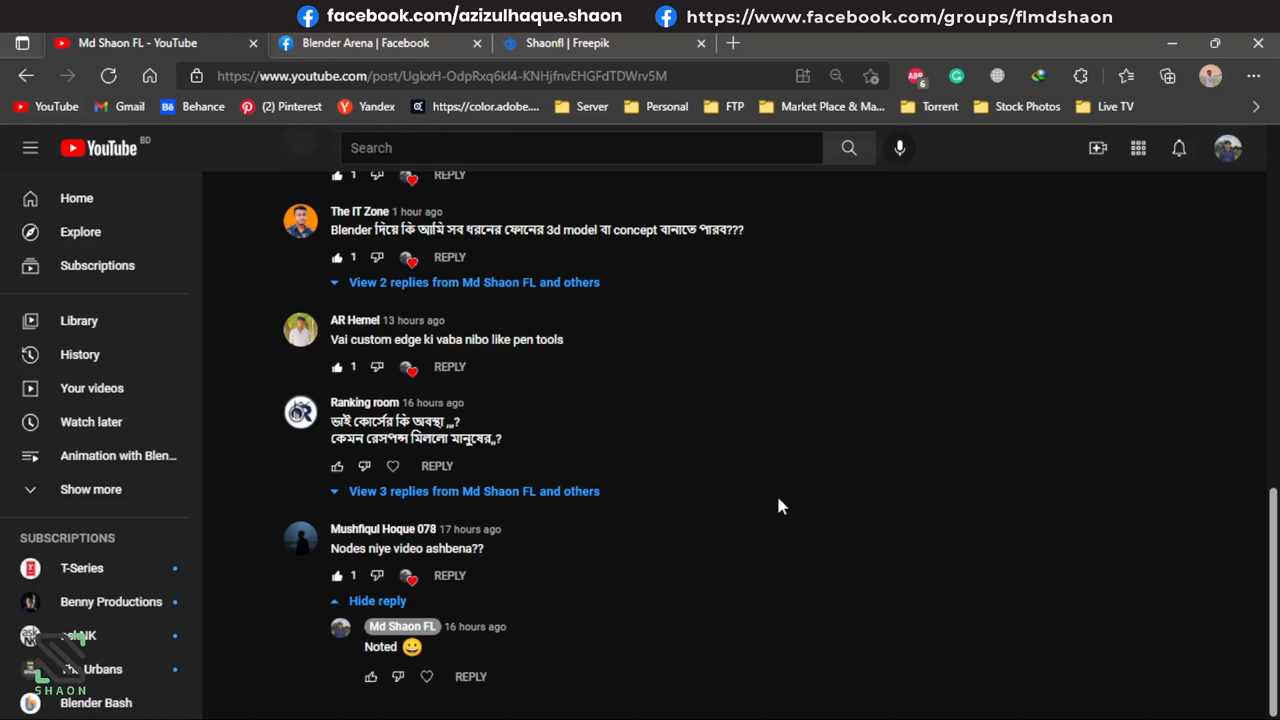 facebook.com/azizulhaque.shaon https://www.facebook.com/groups/flmdshaon
Md Shaon FL - YouTube Blender Arena | Facebook Shaonfl | Freepik
https://www.youtube.com/post/UgkxH-OdpRxq6kl4-KNHjfnvEHGFdTDWrv5M 6
YouTube Gmail Behance (2) Pinterest Yandex https://color.adobe.... Server Personal FTP Market Place & Ma... Torrent Stock Photos Live TV
YouTube BD Search
1 REPLY
Home
Explore
Subscriptions
Library
History
Your videos
Watch later
Animation with Blen...
Show more
SUBSCRIPTIONS
T-Series
Benny Productions
askNK
The Urbans
Blender Bash
SHAON
The IT Zone 1 hour ago
Blender দিয়ে কি আমি সব ধরনের ফোনের 3d model বা concept বানাতে পারব???
1 REPLY
View 2 replies from Md Shaon FL and others
AR Hemel 13 hours ago
Vai custom edge ki vaba nibo like pen tools
1 REPLY
Ranking room 16 hours ago
ভাই কোর্সের কি অবস্থা ,,,?
কেমন রেসপন্স মিললো মানুষের,,?
REPLY
View 3 replies from Md Shaon FL and others
Mushfiqul Hoque 078 17 hours ago
Nodes niye video ashbena??
1 REPLY
Hide reply
Md Shaon FL 16 hours ago
Noted 😀
REPLY